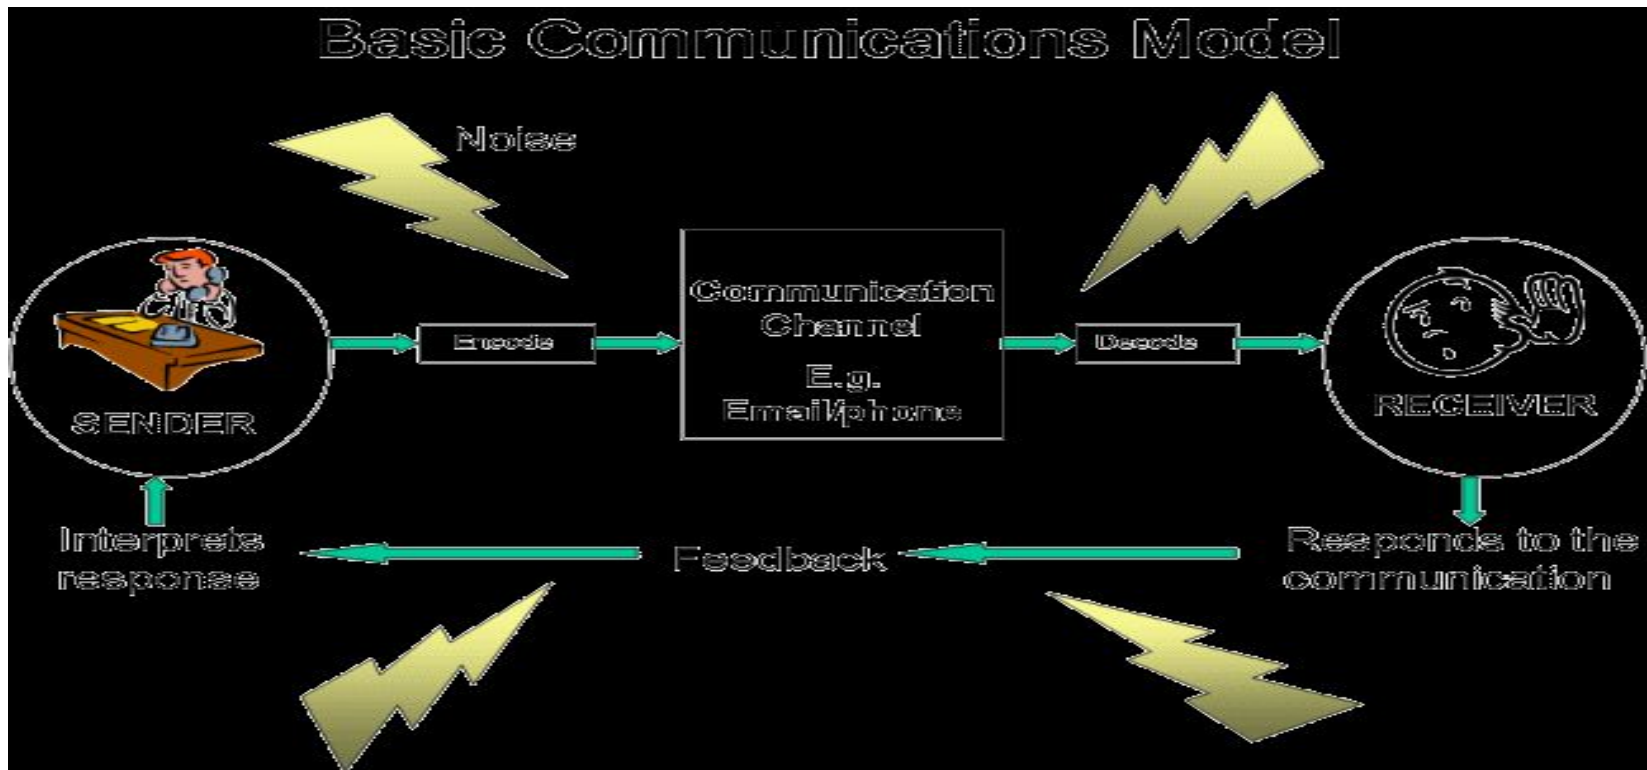 Basic Communications Model
Noise
Communication
Channel
E.g.
Email/phone
Encode
Decode
SENDER
RECEIVER
Interprets
response
Feedback
Responds to the
communication